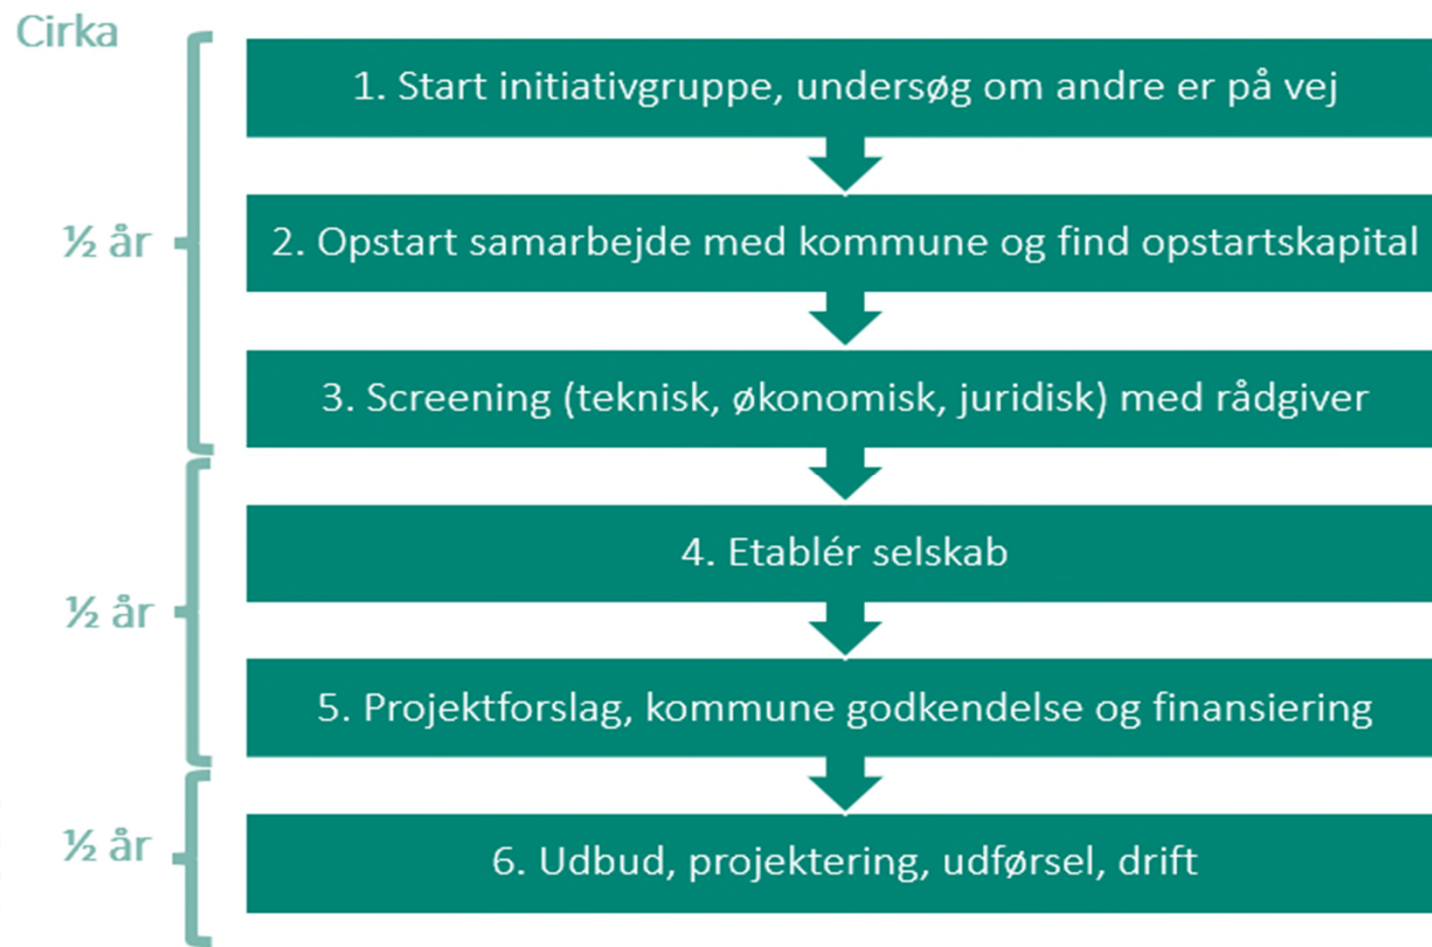 Cirka
1. Start initiativgruppe, undersøg om andre er på vej
½ år
2. Opstart samarbejde med kommune og find opstartskapital
3. Screening (teknisk, økonomisk, juridisk) med rådgiver
4. Etablér selskab
½ år
5. Projektforslag, kommune godkendelse og finansiering
½ år
6. Udbud, projektering, udførsel, drift